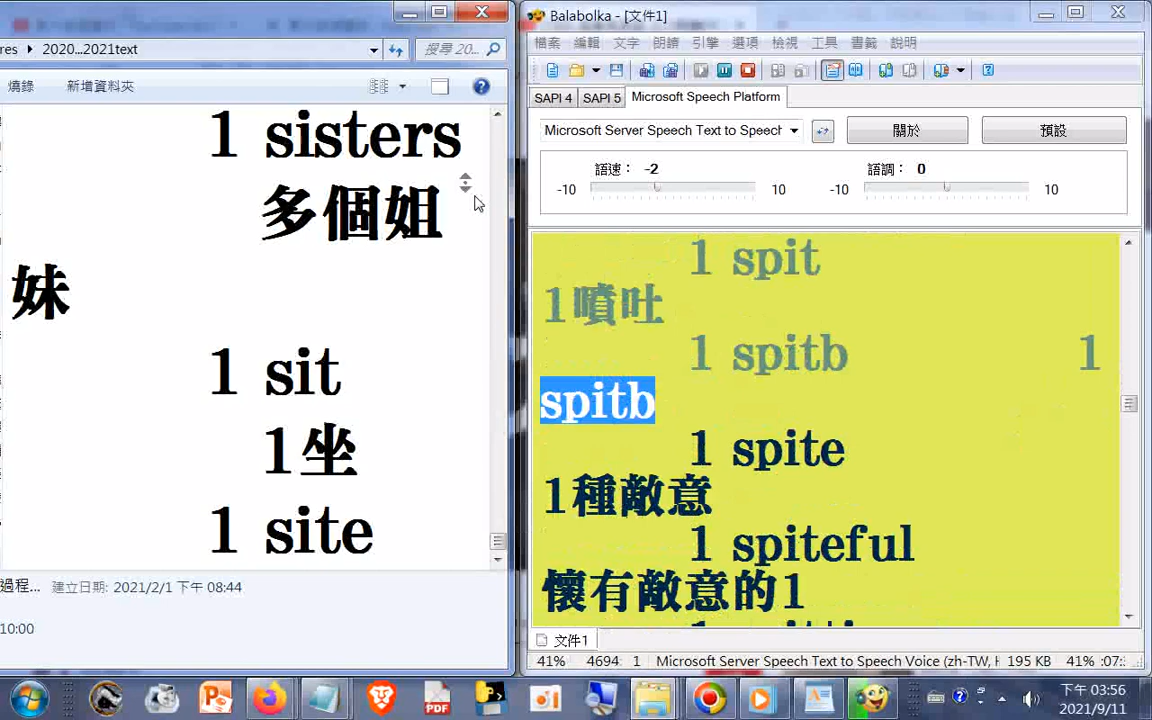 res ▸ 2020...2021text
搜尋 20...
燒錄 新增資料夾
1 sisters
多個姐
妹
1 sit
1坐
1 site
過程... 建立日期: 2021/2/1 下午 08:44
10:00
Balabolka - [文件1]
檔案 編輯 文字 朗讀 引擎 選項 檢視 工具 書籤 說明
SAPI 4 SAPI 5 Microsoft Speech Platform
Microsoft Server Speech Text to Speech 關於 預設
語速： -2 語調： 0
-10 10 -10 10
1 spit
1噴吐
1 spitb 1
spitb
1 spite
1種敵意
1 spiteful
懷有敵意的1
文件1
41% 4694 1 Microsoft Server Speech Text to Speech Voice (zh-TW, H 195 KB 41% :07:
PDF
下午 03:56
2021/9/11